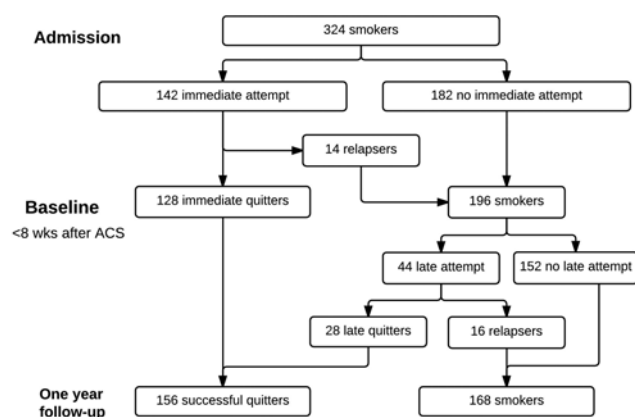 Admission
324 smokers
142 immediate attempt
182 no immediate attempt
14 relapsers
Baseline
<8 wks after ACS
128 immediate quitters
196 smokers
44 late attempt
152 no late attempt
28 late quitters
16 relapsers
One year
follow-up
156 successful quitters
168 smokers